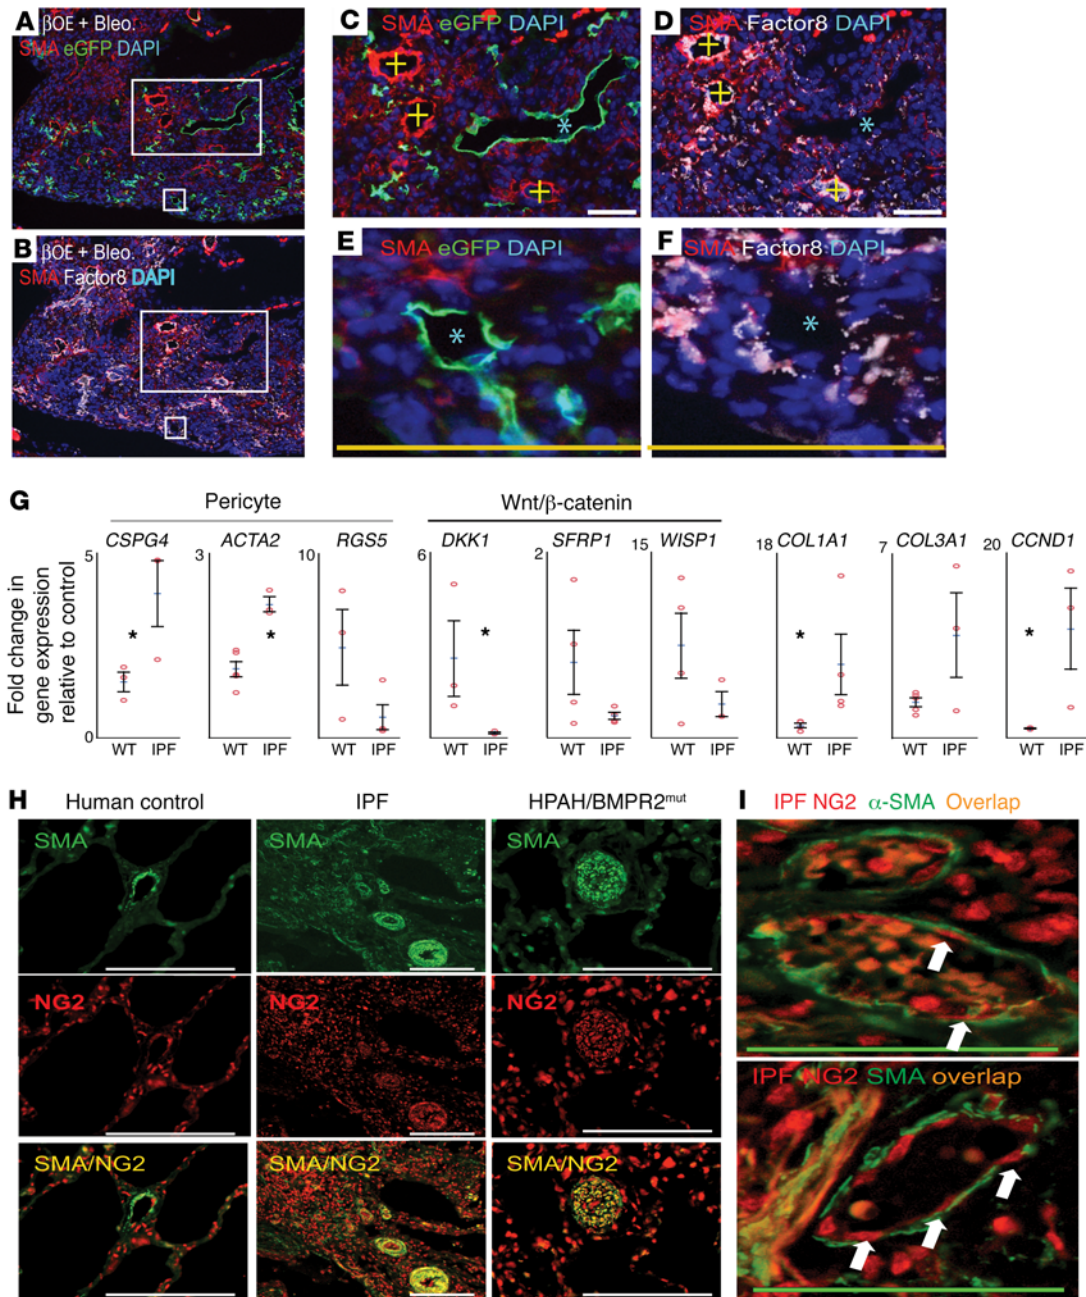 A βOE + Bleo.
SMA eGFP DAPI
B βOE + Bleo.
SMA Factor8 DAPI
C SMA eGFP DAPI
+
+
+
*
D SMA Factor8 DAPI
+
+
+
*
E SMA eGFP DAPI
*
F SMA Factor8 DAPI
*
G Pericyte Wnt/β-catenin
CSPG4 ACTA2 RGS5 DKK1 SFRP1 WISP1 COL1A1 COL3A1 CCND1
5 3 10 6 2 15 18 7 20
Fold change in
gene expression
relative to control
* * * * *
0
WT IPF WT IPF WT IPF WT IPF WT IPF WT IPF WT IPF WT IPF WT IPF
H Human control IPF HPAH/BMPR2mut
SMA SMA SMA
NG2 NG2 NG2
SMA/NG2 SMA/NG2 SMA/NG2
I IPF NG2 α-SMA Overlap
IPF NG2 SMA overlap